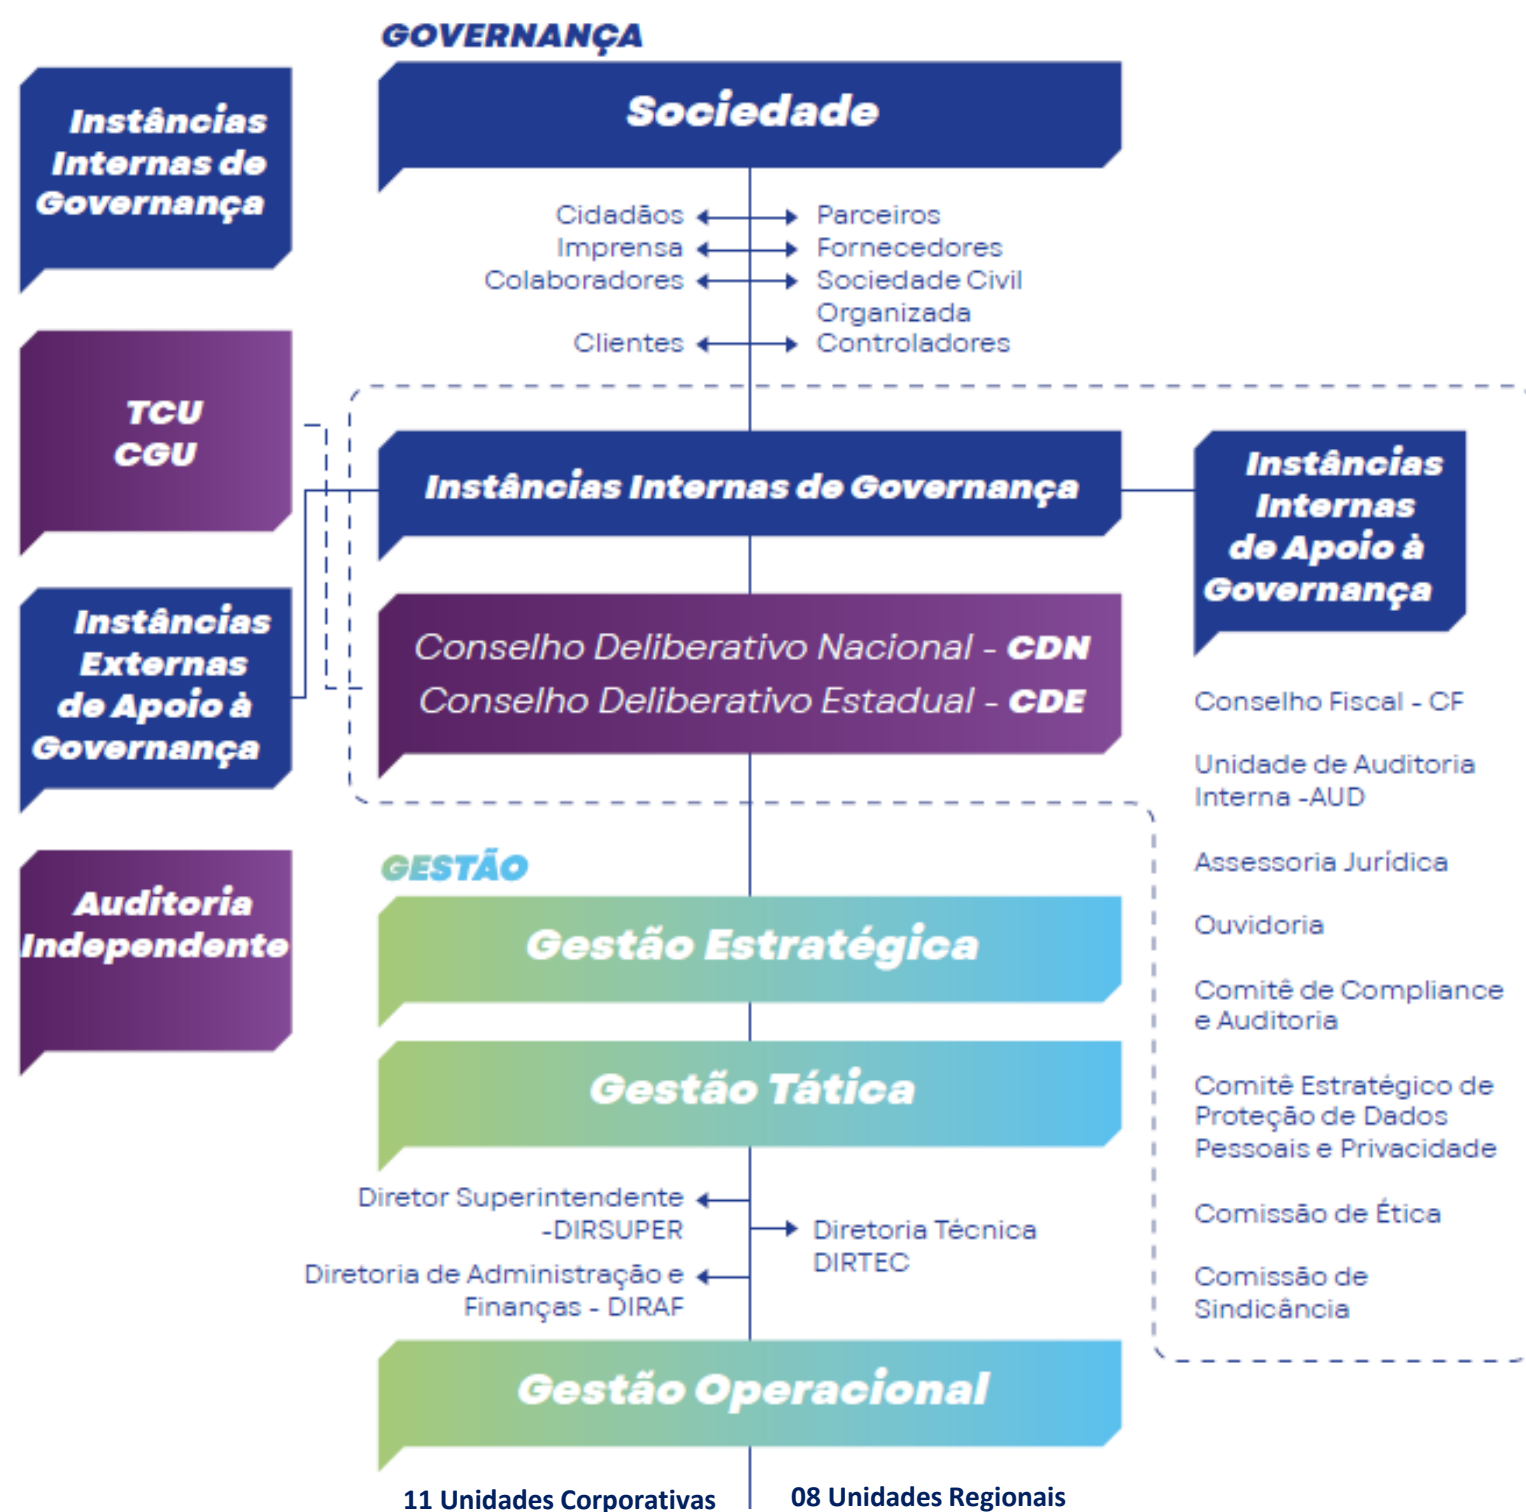 GOVERNANÇA
Sociedade
Cidadãos
Parceiros
Imprensa
Fornecedores
Colaboradores
Sociedade Civil
Organizada
Clientes
Controladores
Instâncias
Internas de
Governança
TCU
CGU
Instâncias
Externas
de Apoio à
Governança
Auditoria
Independente
Instâncias Internas de Governança
Conselho Deliberativo Nacional - CDN
Conselho Deliberativo Estadual - CDE
Instâncias
Internas
de Apoio à
Governança
Conselho Fiscal - CF
Unidade de Auditoria
Interna -AUD
Assessoria Jurídica
Ouvidoria
Comitê de Compliance
e Auditoria
Comitê Estratégico de
Proteção de Dados
Pessoais e Privacidade
Comissão de Ética
Comissão de
Sindicância
GESTÃO
Gestão Estratégica
Gestão Tática
Diretor Superintendente
-DIRSUPER
Diretoria Técnica
DIRTEC
Diretoria de Administração e
Finanças - DIRAF
Gestão Operacional
11 Unidades Corporativas
08 Unidades Regionais